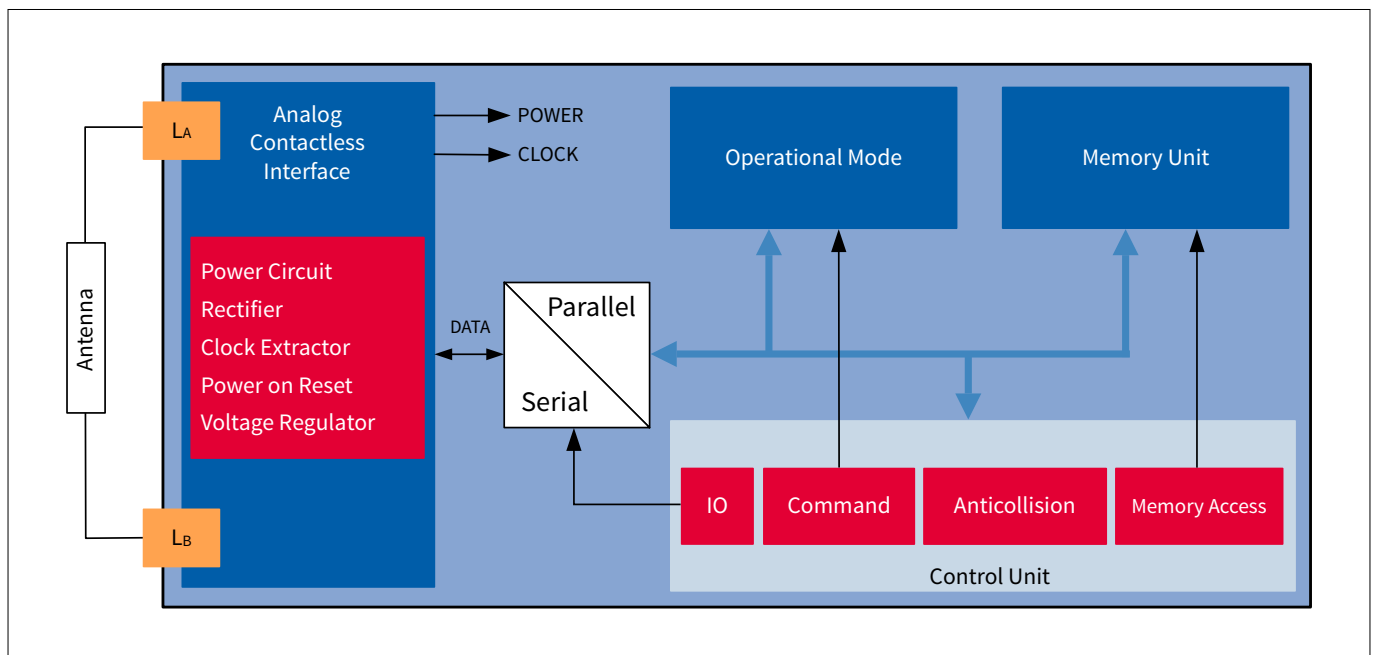 Antenna
LA
LB
Analog
Contactless
Interface
Power Circuit
Rectifier
Clock Extractor
Power on Reset
Voltage Regulator
POWER
CLOCK
DATA
Parallel
Serial
Operational Mode
Memory Unit
IO
Command
Anticollision
Memory Access
Control Unit